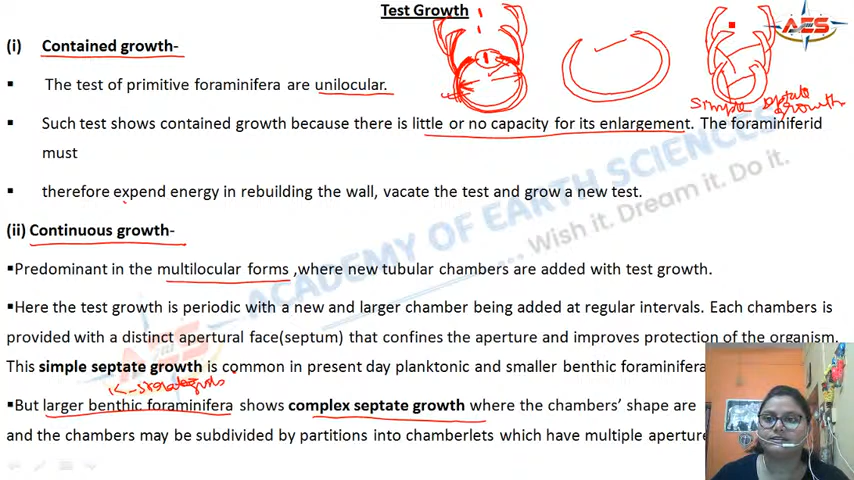 Test Growth
AES
(i) Contained growth-
▪ The test of primitive foraminifera are unilocular.
simple septate
growth
▪ Such test shows contained growth because there is little or no capacity for its enlargement. The foraminiferid
must
▪ therefore expend energy in rebuilding the wall, vacate the test and grow a new test.
(ii) Continuous growth-
▪Predominant in the multilocular forms ,where new tubular chambers are added with test growth.
▪Here the test growth is periodic with a new and larger chamber being added at regular intervals. Each chambers is
provided with a distinct apertural face(septum) that confines the aperture and improves protection of the organism.
This simple septate growth is common in present day planktonic and smaller benthic foraminifera
▪But larger benthic foraminifera shows complex septate growth where the chambers' shape are
and the chambers may be subdivided by partitions into chamberlets which have multiple aperture
ACADEMY OF EARTH SCIENCES
... Wish it. Dream it. Do it.
AES